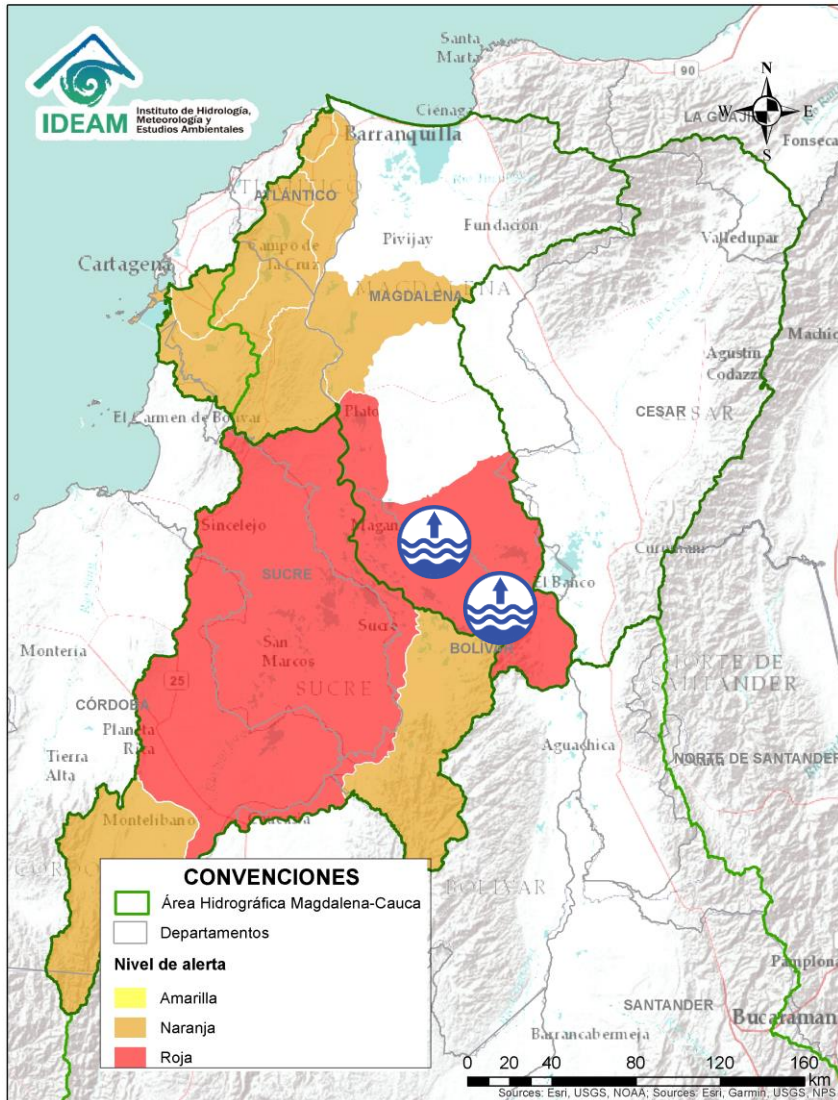 IDEAM
Instituto de Hidrología,
Meteorología y
Estudios Ambientales
Santa
Marta
90
N
W E
S
Ciénaga
Barranquilla
LA GUAJIR
Fonseca
ATLÁNTICO
Pivijay
Fundación
Valledupar
Cartagena
Campo de
la Cruz
MAGDALENA
Agustín
Codazzi
El Carmen de Bolívar
Plato
CESAR
Sincelejo
Magan
Curumaní
SUCRE
El Banco
Montería
San
Marcos
Sucre
BOLÍVAR
25
SUCRE
NORTE DE
SANTANDER
CÓRDOBA
Planeta
Rica
Tierra
Alta
Aguachica
NORTE DE SANTANDER
Montelíbano
BOLÍVAR
CONVENCIONES
Área Hidrográfica Magdalena-Cauca
Departamentos
Nivel de alerta
Amarilla
Naranja
Roja
Pamplona
SANTANDER
Bucaraman
Barrancabermeja
0 20 40 80 120 160
km
Sources: Esri, USGS, NOAA; Sources: Esri, Garmin, USGS, NPS